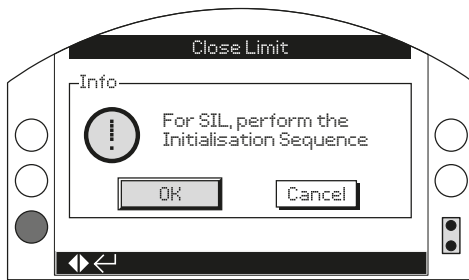 Close Limit
Info
For SIL, perform the
Initialisation Sequence
OK
Cancel